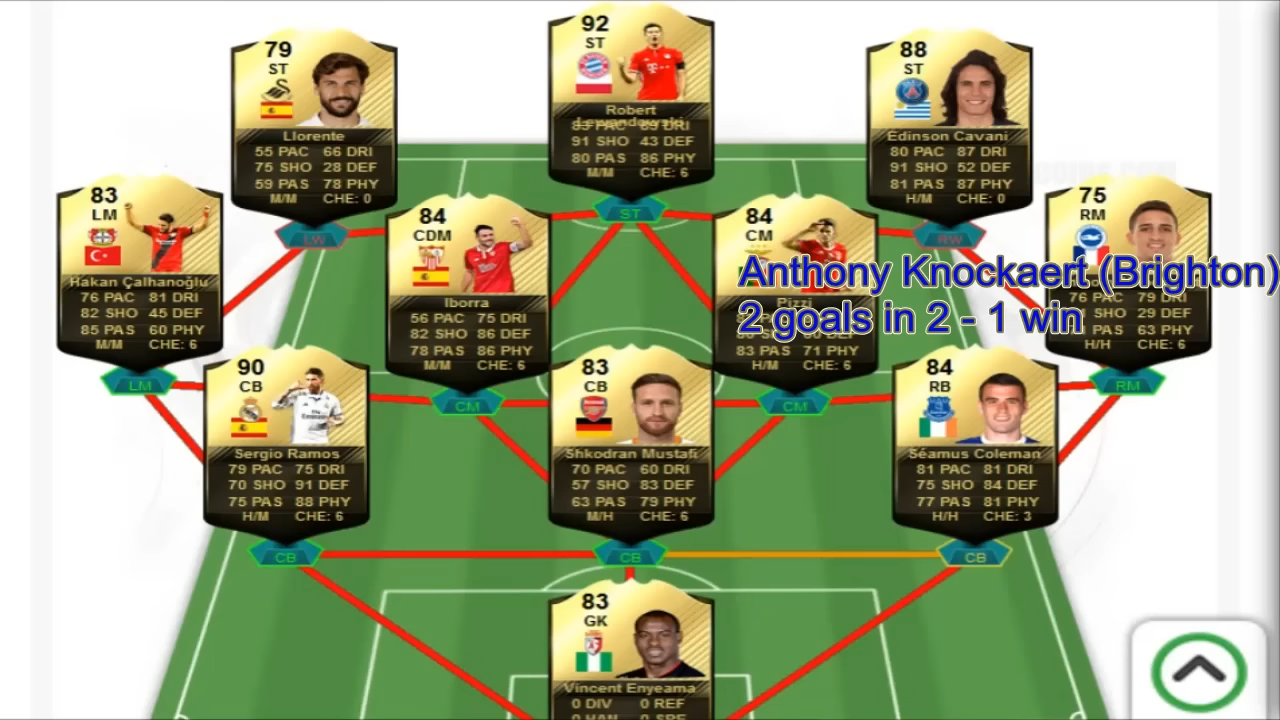 79
ST
Llorente
55 PAC 66 DRI
75 SHO 28 DEF
59 PAS 78 PHY
M/M CHE: 0
LW
92
ST
Robert
Lewandowski
83 PAC 89 DRI
91 SHO 43 DEF
80 PAS 86 PHY
M/M CHE: 6
ST
88
ST
Edinson Cavani
80 PAC 87 DRI
91 SHO 52 DEF
81 PAS 87 PHY
H/M CHE: 0
RW
83
LM
Hakan Çalhanoğlu
76 PAC 81 DRI
82 SHO 45 DEF
85 PAS 60 PHY
M/M CHE: 6
LM
84
CDM
Iborra
56 PAC 75 DRI
82 SHO 86 DEF
78 PAS 86 PHY
M/M CHE: 6
CM
84
CM
Pizzi
83 PAS 71 PHY
H/M CHE: 6
CM
75
RM
76 PAC 79 DRI
SHO 29 DEF
PAS 63 PHY
H/H CHE: 6
RM
Anthony Knockaert (Brighton)
2 goals in 2 - 1 win
90
CB
Sergio Ramos
79 PAC 75 DRI
70 SHO 91 DEF
75 PAS 88 PHY
H/M CHE: 6
CB
83
CB
Shkodran Mustafi
70 PAC 60 DRI
57 SHO 83 DEF
63 PAS 79 PHY
M/H CHE: 6
CB
84
RB
Séamus Coleman
81 PAC 81 DRI
75 SHO 84 DEF
77 PAS 81 PHY
H/H CHE: 3
CB
83
GK
Vincent Enyeama
0 DIV 0 REF
0 HAN 0 SPE